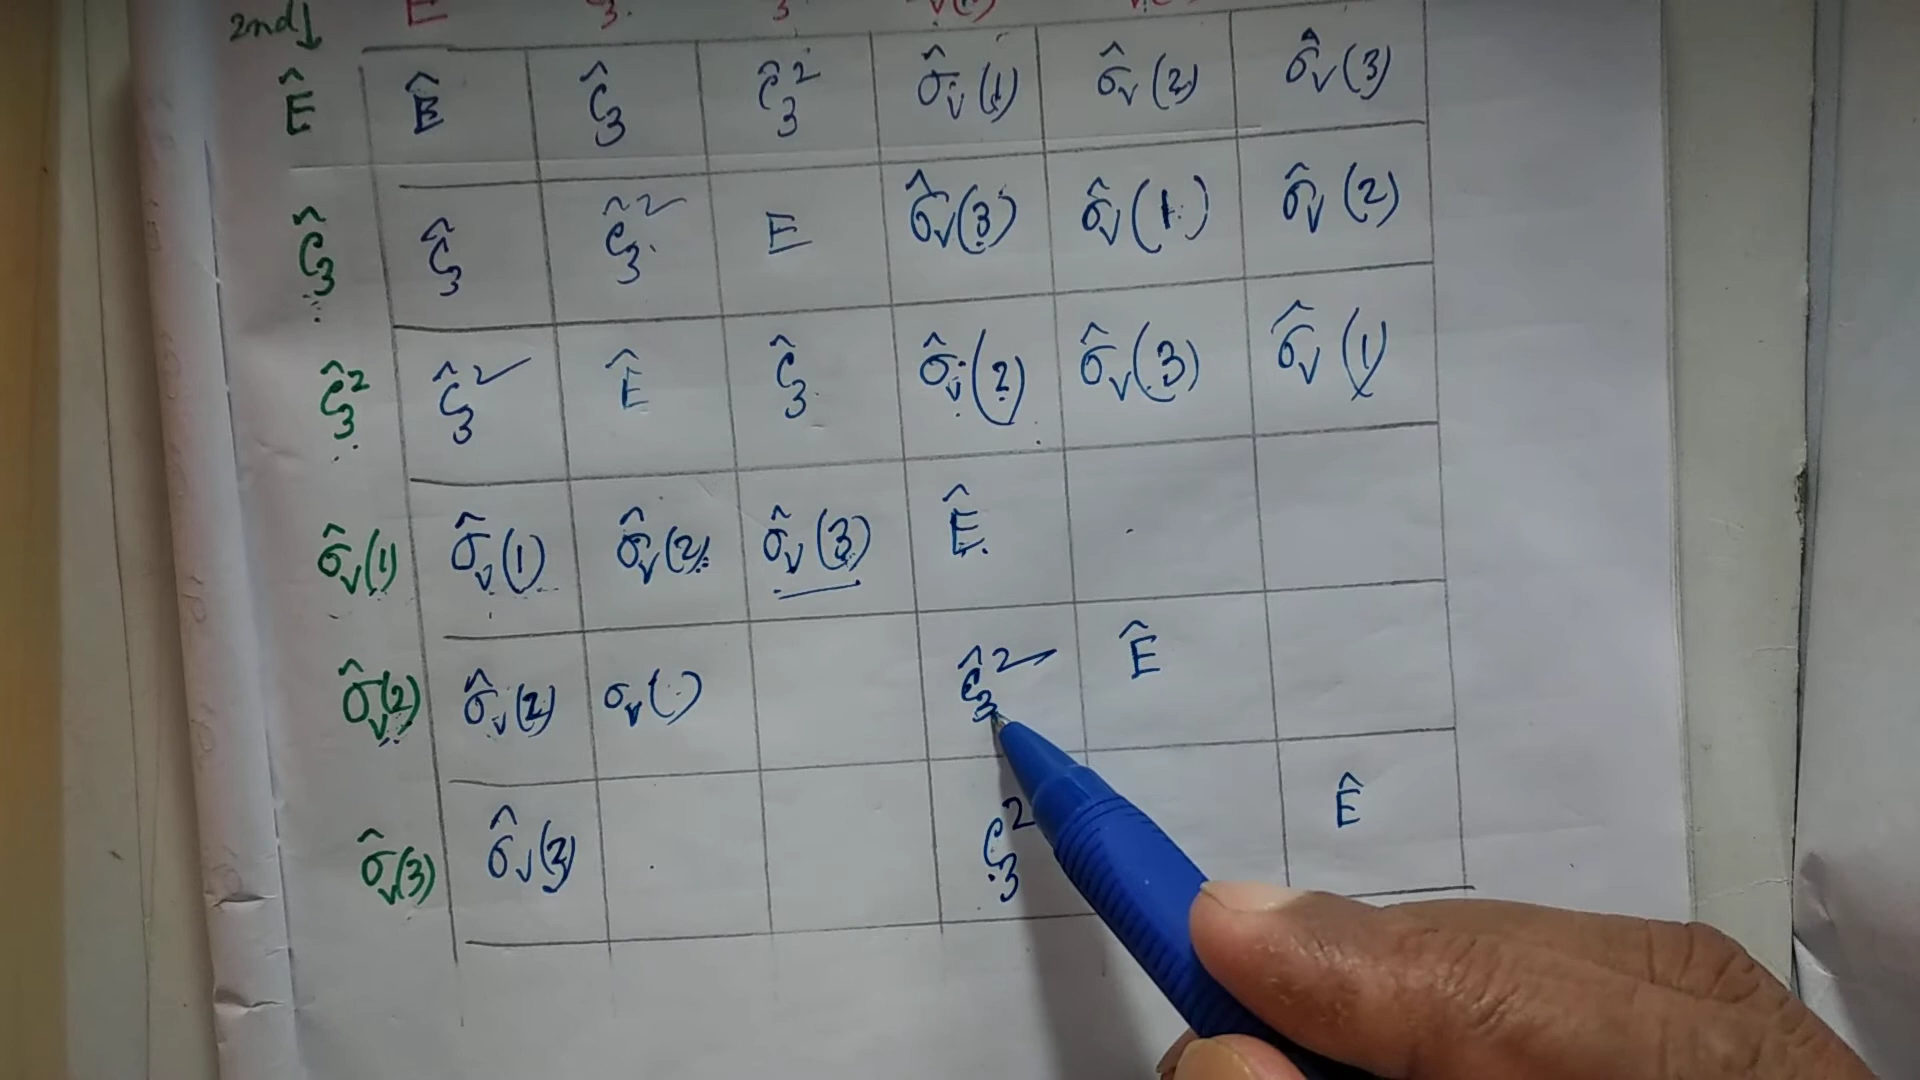 2nd↓ E 3
Ê Ê Ĉ₃ Ĉ₃² σ̂ᵥ(1) σ̂ᵥ(2) σ̂ᵥ(3)
Ĉ₃ Ĉ₃ Ĉ₃² E σ̂ᵥ(3) σ̂ᵥ(1) σ̂ᵥ(2)
Ĉ₃² Ĉ₃² Ê Ĉ₃ σ̂ᵥ(2) σ̂ᵥ(3) σ̂ᵥ(1)
σ̂ᵥ(1) σ̂ᵥ(1) σ̂ᵥ(2) σ̂ᵥ(3) Ê
σ̂ᵥ(2) σ̂ᵥ(2) σᵥ( ) Ĉ₃² Ê
σ̂ᵥ(3) σ̂ᵥ(3) C₃² Ê